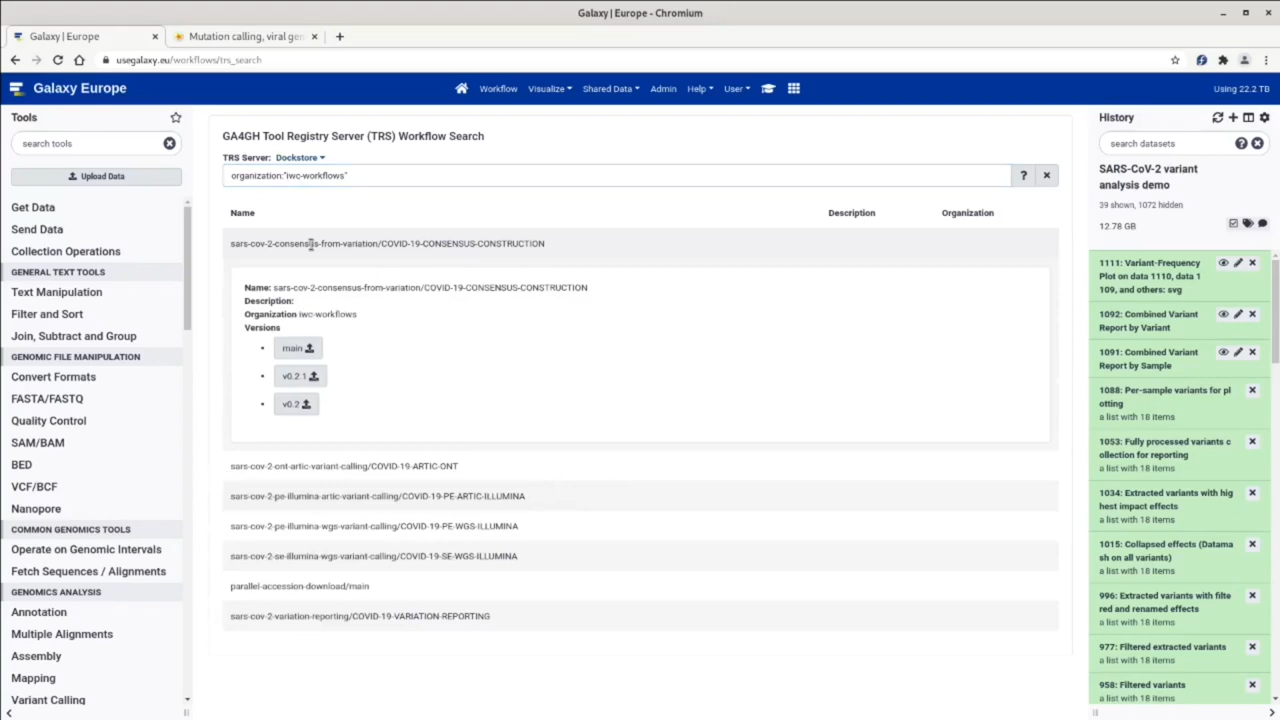 Galaxy | Europe - Chromium
Galaxy | Europe
Mutation calling, viral gen
usegalaxy.eu/workflows/trs_search
Galaxy Europe
Workflow
Visualize
Shared Data
Admin
Help
User
Using 22.2 TB
Tools
search tools
Upload Data
Get Data
Send Data
Collection Operations
GENERAL TEXT TOOLS
Text Manipulation
Filter and Sort
Join, Subtract and Group
GENOMIC FILE MANIPULATION
Convert Formats
FASTA/FASTQ
Quality Control
SAM/BAM
BED
VCF/BCF
Nanopore
COMMON GENOMICS TOOLS
Operate on Genomic Intervals
Fetch Sequences / Alignments
GENOMICS ANALYSIS
Annotation
Multiple Alignments
Assembly
Mapping
Variant Calling
GA4GH Tool Registry Server (TRS) Workflow Search
TRS Server: Dockstore
organization:"iwc-workflows"
?
Name Description Organization
sars-cov-2-consensus-from-variation/COVID-19-CONSENSUS-CONSTRUCTION
Name: sars-cov-2-consensus-from-variation/COVID-19-CONSENSUS-CONSTRUCTION
Description:
Organization iwc-workflows
Versions
main
v0.2.1
v0.2
sars-cov-2-ont-artic-variant-calling/COVID-19-ARTIC-ONT
sars-cov-2-pe-illumina-artic-variant-calling/COVID-19-PE-ARTIC-ILLUMINA
sars-cov-2-pe-illumina-wgs-variant-calling/COVID-19-PE-WGS-ILLUMINA
sars-cov-2-se-illumina-wgs-variant-calling/COVID-19-SE-WGS-ILLUMINA
parallel-accession-download/main
sars-cov-2-variation-reporting/COVID-19-VARIATION-REPORTING
History
search datasets
SARS-CoV-2 variant
analysis demo
39 shown, 1072 hidden
12.78 GB
1111: Variant-Frequency
Plot on data 1110, data 1
109, and others: svg
1092: Combined Variant
Report by Variant
1091: Combined Variant
Report by Sample
1088: Per-sample variants for pl
otting
a list with 18 items
1053: Fully processed variants c
ollection for reporting
a list with 18 items
1034: Extracted variants with hig
hest impact effects
a list with 18 items
1015: Collapsed effects (Datama
sh on all variants)
a list with 18 items
996: Extracted variants with filte
red and renamed effects
a list with 18 items
977: Filtered extracted variants
a list with 18 items
958: Filtered variants
a list with 18 items